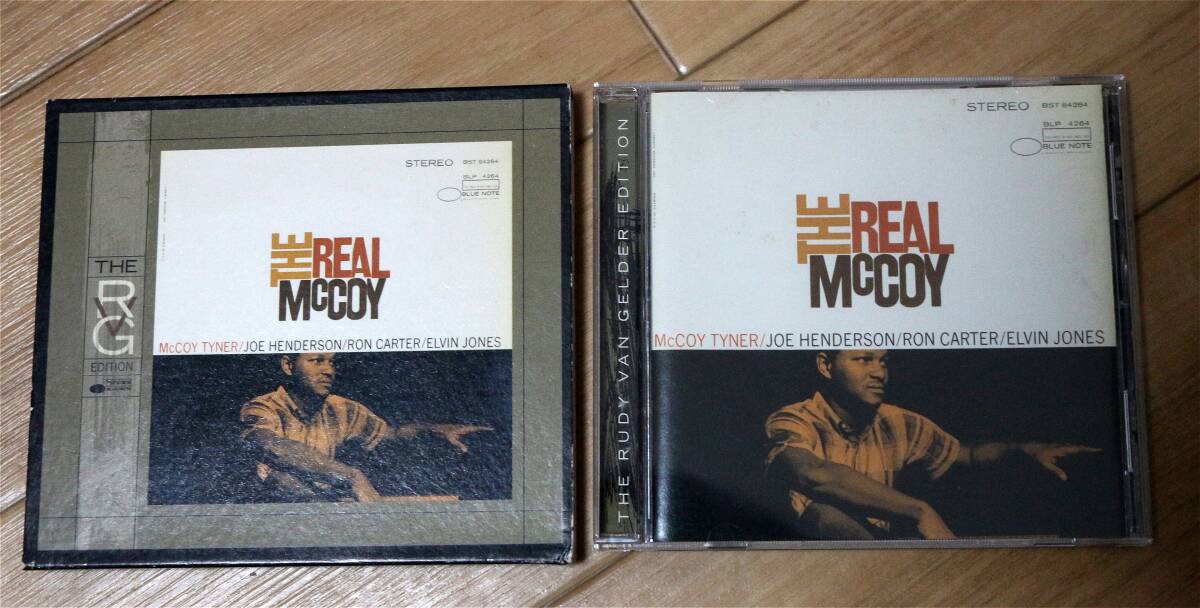 STEREO BST 84264
BLP 4264
BLUE NOTE
THE REAL
McCOY
McCOY TYNER/JOE HENDERSON/RON CARTER/ELVIN JONES
THE
RVG
EDITION
THE RUDY VAN GELDER EDITION
STEREO BST 84264
BLP 4264
BLUE NOTE
THE REAL
McCOY
McCOY TYNER/JOE HENDERSON/RON CARTER/ELVIN JONES